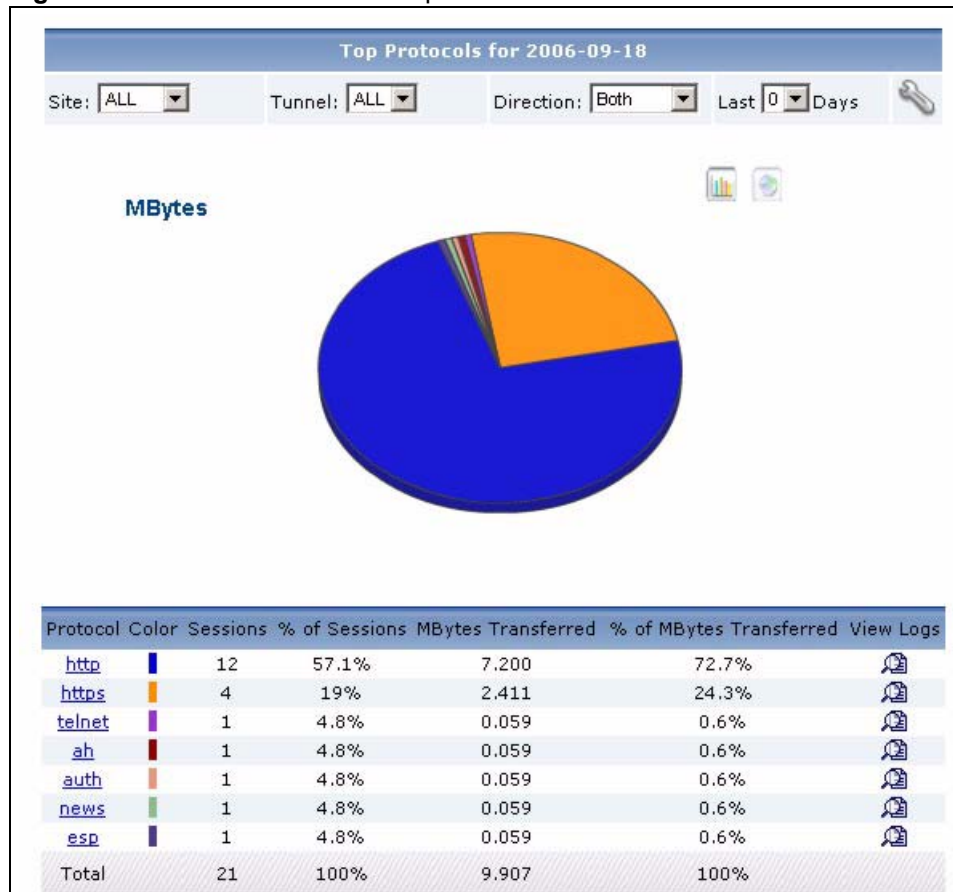 Top Protocols for 2006-09-18
Site: ALL Tunnel: ALL Direction: Both Last 0 Days
MBytes
Protocol Color Sessions % of Sessions MBytes Transferred % of MBytes Transferred View Logs
http 12 57.1% 7.200 72.7%
https 4 19% 2.411 24.3%
telnet 1 4.8% 0.059 0.6%
ah 1 4.8% 0.059 0.6%
auth 1 4.8% 0.059 0.6%
news 1 4.8% 0.059 0.6%
esp 1 4.8% 0.059 0.6%
Total 21 100% 9.907 100%